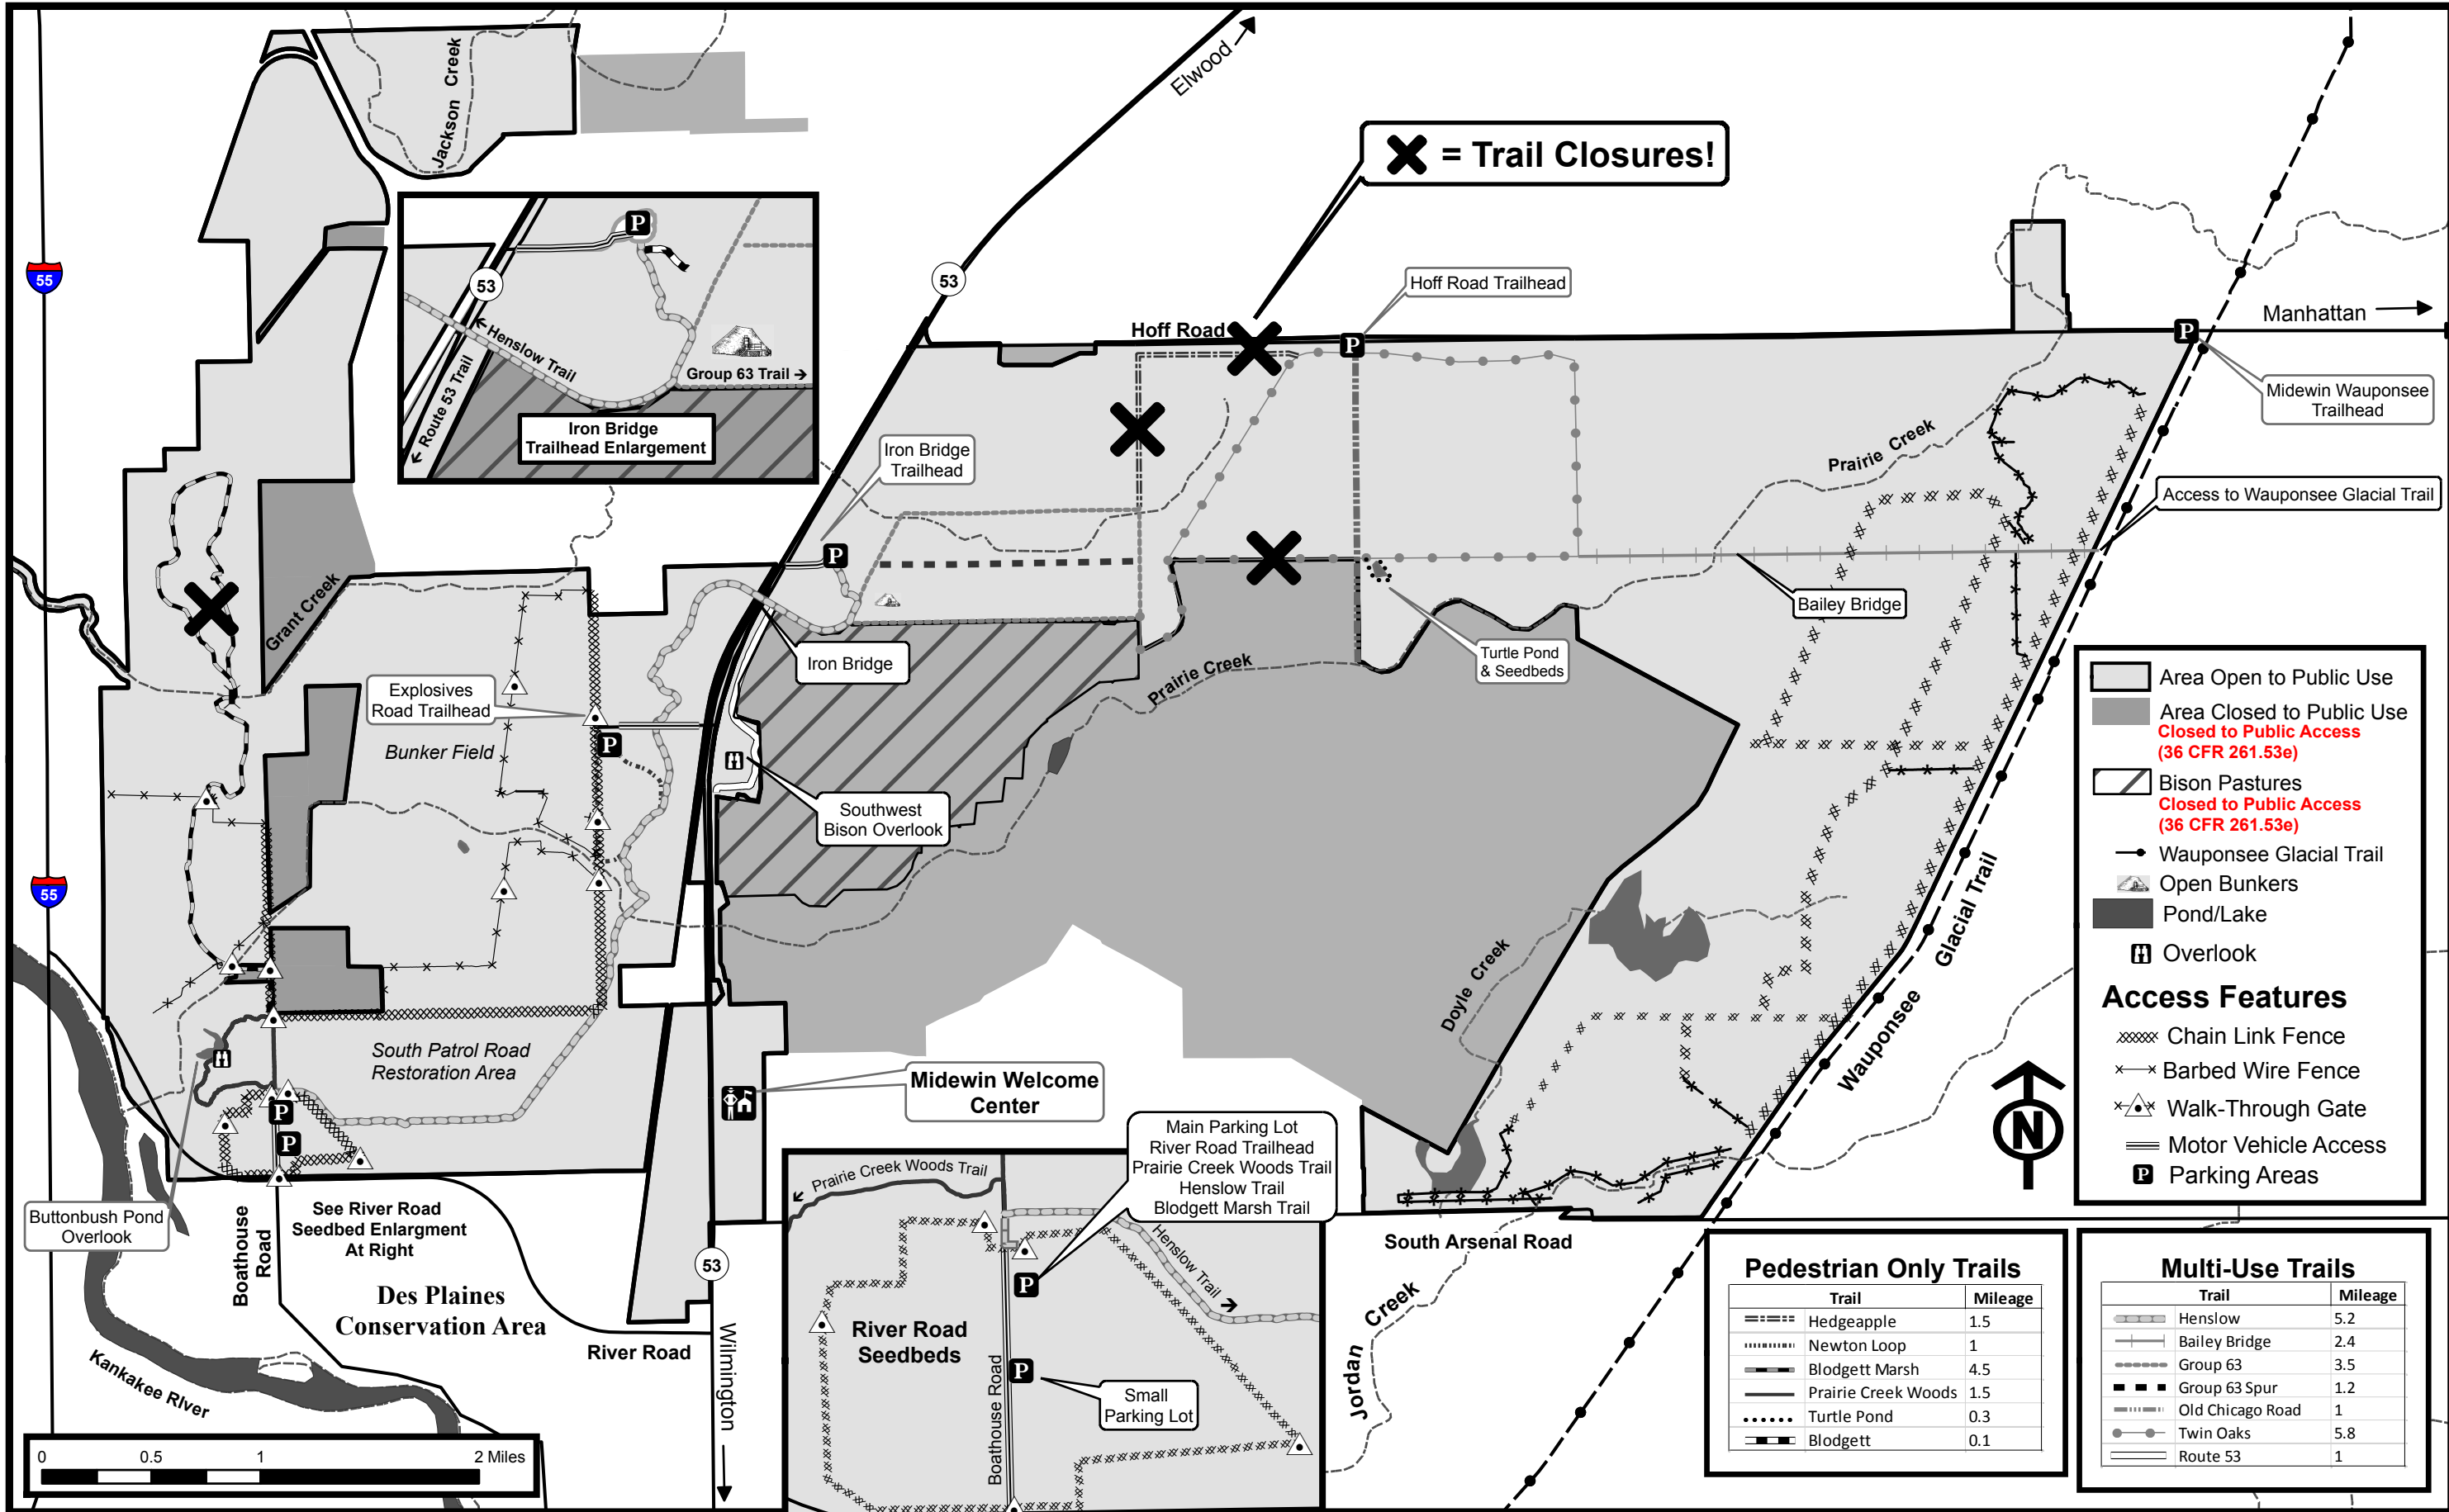 Elwood
Jackson Creek
= Trail Closures!
55
53
Hoff Road Trailhead
Hoff Road
Manhattan
P
53
Henslow Trail
Route 53 Trail
Group 63 Trail →
Iron Bridge
Trailhead Enlargement
P
P
Midewin Wauponsee
Trailhead
Iron Bridge
Trailhead
Prairie Creek
Access to Wauponsee Glacial Trail
P
Grant Creek
Bailey Bridge
Iron Bridge
Turtle Pond
& Seedbeds
Prairie Creek
Explosives
Road Trailhead
Bunker Field
P
Southwest
Bison Overlook
55
Area Open to Public Use
Area Closed to Public Use
Closed to Public Access
(36 CFR 261.53e)
Bison Pastures
Closed to Public Access
(36 CFR 261.53e)
Wauponsee Glacial Trail
Open Bunkers
Pond/Lake
Overlook
Access Features
Chain Link Fence
Barbed Wire Fence
Walk-Through Gate
Motor Vehicle Access
P Parking Areas
Wauponsee Glacial Trail
Doyle Creek
N
South Patrol Road
Restoration Area
Midewin Welcome
Center
P
P
Buttonbush Pond
Overlook
Boathouse
Road
See River Road
Seedbed Enlargment
At Right
Des Plaines
Conservation Area
River Road
53
Wilmington
Kankakee RIver
0 0.5 1 2 Miles
Prairie Creek Woods Trail
Main Parking Lot
River Road Trailhead
Prairie Creek Woods Trail
Henslow Trail
Blodgett Marsh Trail
Henslow Trail
P
River Road
Seedbeds
P
Boathouse Road
Small
Parking Lot
South Arsenal Road
Jordan Creek
Pedestrian Only Trails
Trail Mileage
Hedgeapple 1.5
Newton Loop 1
Blodgett Marsh 4.5
Prairie Creek Woods 1.5
Turtle Pond 0.3
Blodgett 0.1
Multi-Use Trails
Trail Mileage
Henslow 5.2
Bailey Bridge 2.4
Group 63 3.5
Group 63 Spur 1.2
Old Chicago Road 1
Twin Oaks 5.8
Route 53 1